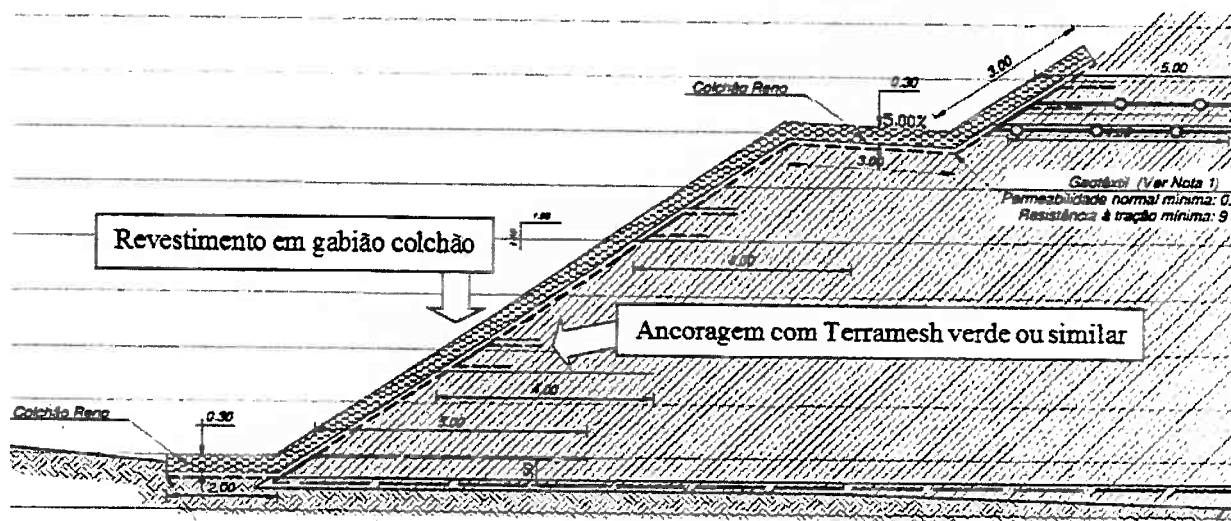 3.00
5.00
Colchão Reno
0.30
5.00%
3.00
Geotêxtil (Ver Nota 1)
Permeabilidade normal mínima: 0.
Resistência à tração mínima: 9
Revestimento em gabião colchão
4.00
Ancoragem com Terramesh verde ou similar
4.00
Colchão Reno
0.30
5.00
2.00